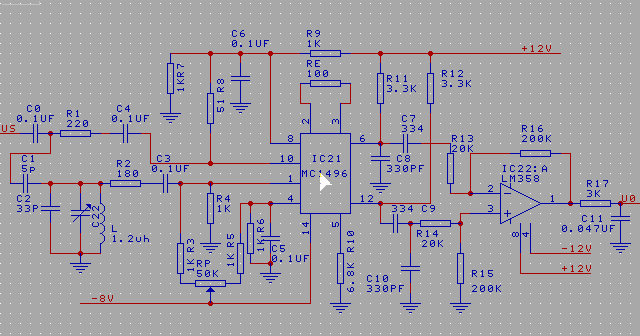 C6
0.1UF
R9
1K
+12V
RE
100
1KR7
51 R8
R11
3.3K
R12
3.3K
C0
0.1UF
US
R1
220
C4
0.1UF
2
3
8
6
10
1
4
12
14
5
IC21
MC1496
C7
334
C8
330PF
R13
20K
R16
200K
IC22:A
LM358
2
3
1
8
4
R17
3K
U0
C11
0.047UF
C1
5p
R2
180
C3
0.1UF
C2
33P
C22
L
1.2uh
R4
1K
1K R6
C5
0.1UF
1K R3
1K R5
RP
50K
-8V
6.8K R10
334 C9
R14
20K
C10
330PF
R15
200K
-12V
+12V